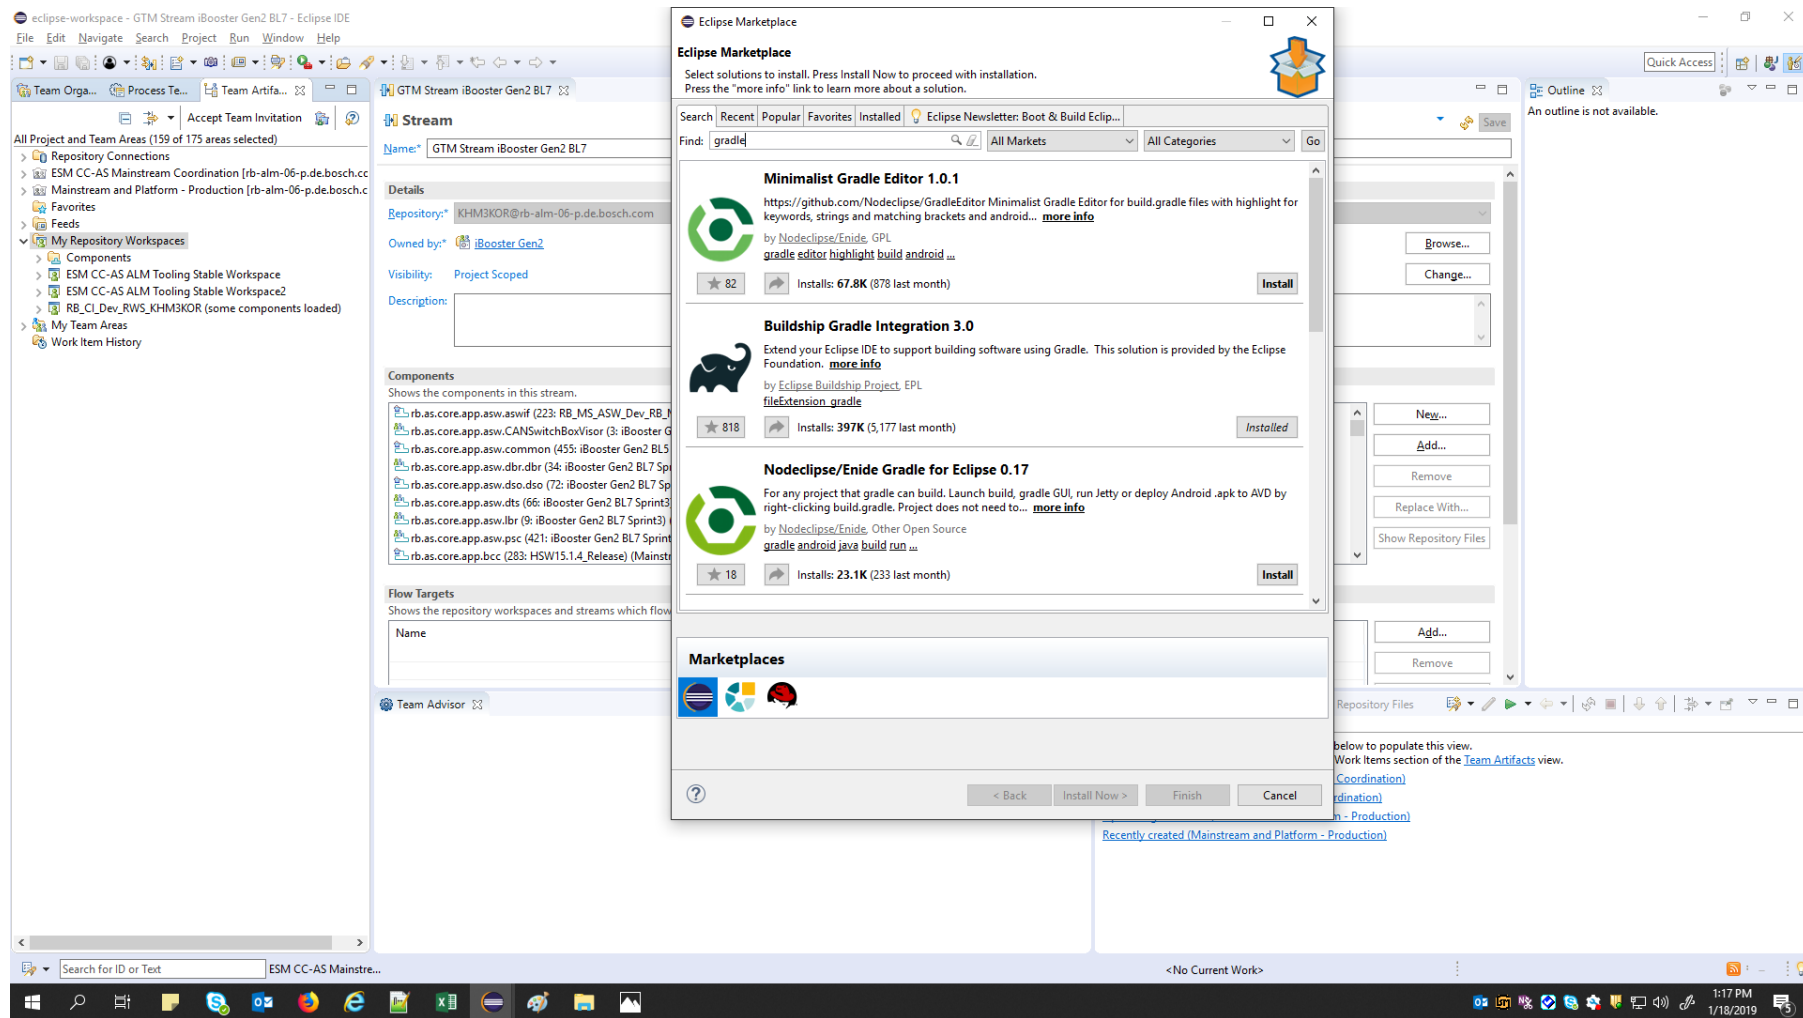 eclipse-workspace - GTM Stream iBooster Gen2 BL7 - Eclipse IDE
File Edit Navigate Search Project Run Window Help
Quick Access
Team Orga... Process Te... Team Artifa...
Accept Team Invitation
All Project and Team Areas (159 of 175 areas selected)
Repository Connections
ESM CC-AS Mainstream Coordination [rb-alm-06-p.de.bosch.cc
Mainstream and Platform - Production [rb-alm-06-p.de.bosch.c
Favorites
Feeds
My Repository Workspaces
Components
ESM CC-AS ALM Tooling Stable Workspace
ESM CC-AS ALM Tooling Stable Workspace2
RB_CI_Dev_RWS_KHM3KOR (some components loaded)
My Team Areas
Work Item History
GTM Stream iBooster Gen2 BL7
Stream
Save
Name:* GTM Stream iBooster Gen2 BL7
Details
Repository:* KHM3KOR@rb-alm-06-p.de.bosch.com
Owned by:* iBooster Gen2
Browse...
Visibility: Project Scoped
Change...
Description:
Components
Shows the components in this stream.
rb.as.core.app.asw.aswif (223: RB_MS_ASW_Dev_RB_M
rb.as.core.app.asw.CANSwitchBoxVisor (3: iBooster G
rb.as.core.app.asw.common (455: iBooster Gen2 BL5
rb.as.core.app.asw.dbr.dbr (34: iBooster Gen2 BL7 Spr
rb.as.core.app.asw.dso.dso (72: iBooster Gen2 BL7 Sp
rb.as.core.app.asw.dts (66: iBooster Gen2 BL7 Sprint3
rb.as.core.app.asw.lbr (9: iBooster Gen2 BL7 Sprint3) (
rb.as.core.app.asw.psc (421: iBooster Gen2 BL7 Sprint
rb.as.core.app.bcc (283: HSW15.1.4_Release) (Mainstr
New...
Add...
Remove
Replace With...
Show Repository Files
Flow Targets
Shows the repository workspaces and streams which flow
Name
Add...
Remove
Team Advisor
Outline
An outline is not available.
Eclipse Marketplace
Eclipse Marketplace
Select solutions to install. Press Install Now to proceed with installation.
Press the "more info" link to learn more about a solution.
Search Recent Popular Favorites Installed Eclipse Newsletter: Boot & Build Eclip...
Find: gradle All Markets All Categories Go
Minimalist Gradle Editor 1.0.1
https://github.com/Nodeclipse/GradleEditor Minimalist Gradle Editor for build.gradle files with highlight for
keywords, strings and matching brackets and android... more info
by Nodeclipse/Enide, GPL
gradle editor highlight build android ...
82 Installs: 67.8K (878 last month) Install
Buildship Gradle Integration 3.0
Extend your Eclipse IDE to support building software using Gradle. This solution is provided by the Eclipse
Foundation. more info
by Eclipse Buildship Project, EPL
fileExtension_gradle
818 Installs: 397K (5,177 last month) Installed
Nodeclipse/Enide Gradle for Eclipse 0.17
For any project that gradle can build. Launch build, gradle GUI, run Jetty or deploy Android .apk to AVD by
right-clicking build.gradle. Project does not need to... more info
by Nodeclipse/Enide, Other Open Source
gradle android java build run ...
18 Installs: 23.1K (233 last month) Install
Marketplaces
< Back Install Now > Finish Cancel
Repository Files
below to populate this view.
Work Items section of the Team Artifacts view.
Coordination)
rdination)
m - Production)
Recently created (Mainstream and Platform - Production)
Search for ID or Text ESM CC-AS Mainstre...
<No Current Work>
1:17 PM
1/18/2019
5